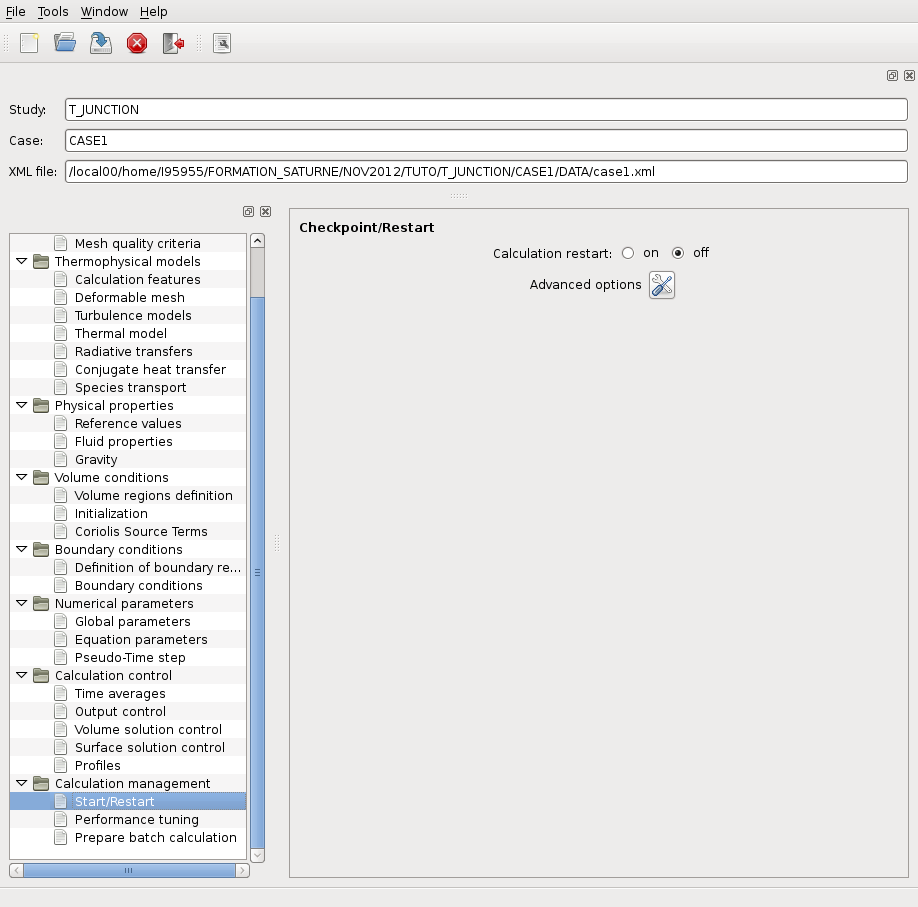 File Tools Window Help
Study: T_JUNCTION
Case: CASE1
XML file: /local00/home/I95955/FORMATION_SATURNE/NOV2012/TUTO/T_JUNCTION/CASE1/DATA/case1.xml
Mesh quality criteria
Thermophysical models
Calculation features
Deformable mesh
Turbulence models
Thermal model
Radiative transfers
Conjugate heat transfer
Species transport
Physical properties
Reference values
Fluid properties
Gravity
Volume conditions
Volume regions definition
Initialization
Coriolis Source Terms
Boundary conditions
Definition of boundary re...
Boundary conditions
Numerical parameters
Global parameters
Equation parameters
Pseudo-Time step
Calculation control
Time averages
Output control
Volume solution control
Surface solution control
Profiles
Calculation management
Start/Restart
Performance tuning
Prepare batch calculation
Checkpoint/Restart
Calculation restart: on off
Advanced options